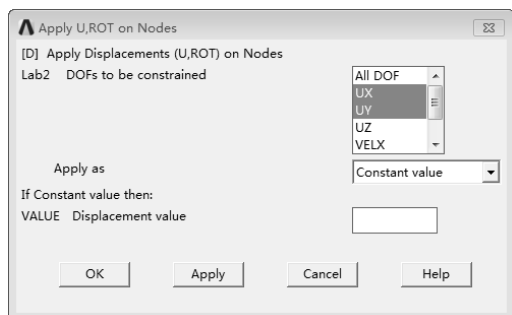 Apply U,ROT on Nodes
[D] Apply Displacements (U,ROT) on Nodes
Lab2 DOFs to be constrained
All DOF
UX
UY
UZ
VELX
Apply as
Constant value
If Constant value then:
VALUE Displacement value
OK Apply Cancel Help